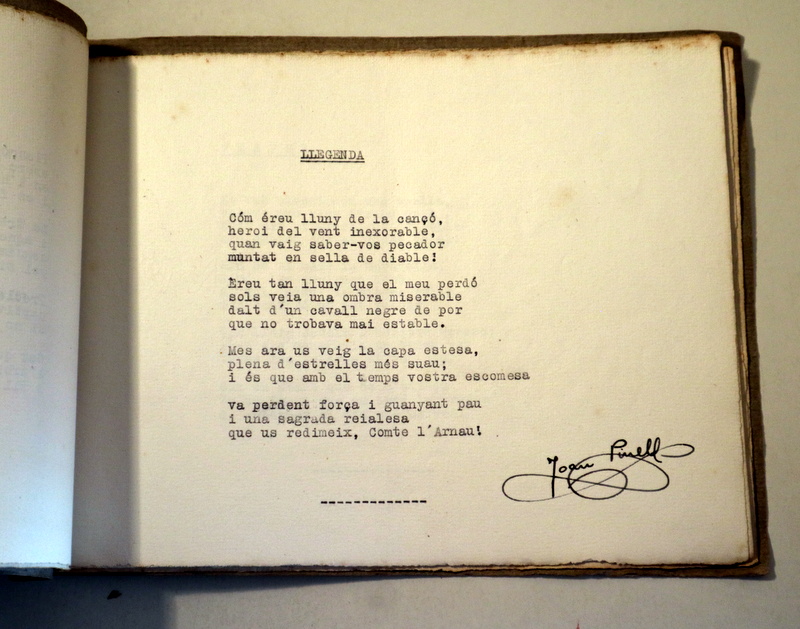 LLEGENDA
Cóm éreu lluny de la cançó,
heroi del vent inexorable,
quan vaig saber-vos pecador
muntat en sella de diable!
Ereu tan lluny que el meu perdó
sols veia una ombra miserable
dalt d'un cavall negre de por
que no trobava mai estable.
Mes ara us veig la capa estesa,
plena d'estrelles més suau;
i és que amb el temps vostra escomesa
va perdent força i guanyant pau
i una sagrada reialesa
que us redimeix, Comte l'Arnau!
Joan Pinell